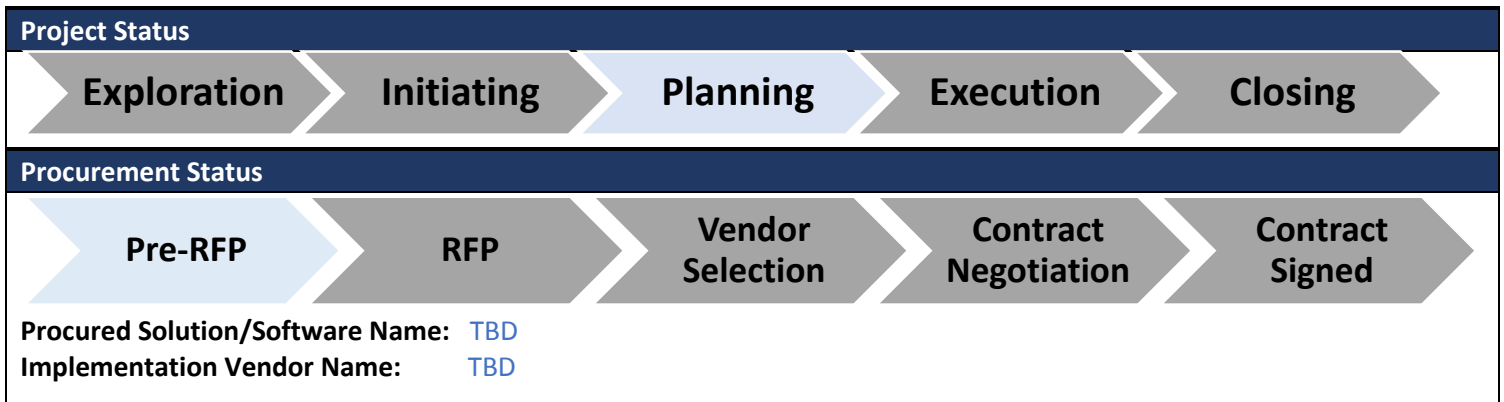 Project Status
Exploration Initiating Planning Execution Closing
Procurement Status
Pre-RFP RFP Vendor Selection Contract Negotiation Contract Signed
Procured Solution/Software Name: TBD
Implementation Vendor Name: TBD